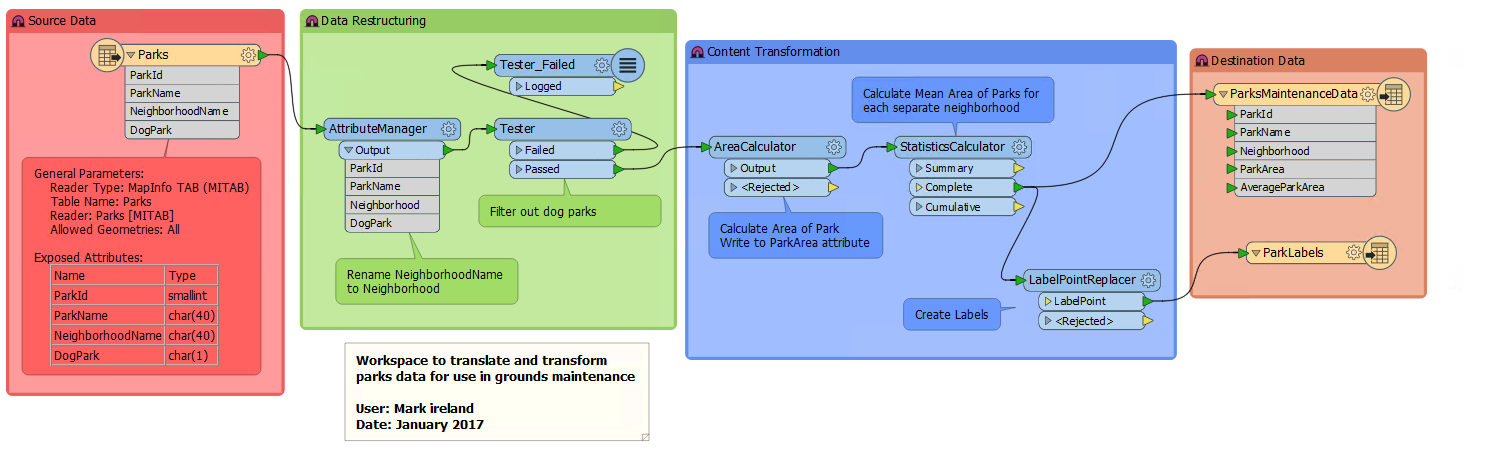 Source Data
Parks
ParkId
ParkName
NeighborhoodName
DogPark
General Parameters:
Reader Type: MapInfo TAB (MITAB)
Table Name: Parks
Reader: Parks [MITAB]
Allowed Geometries: All
Exposed Attributes:
Name Type
ParkId smallint
ParkName char(40)
NeighborhoodName char(40)
DogPark char(1)
Data Restructuring
Tester_Failed
Logged
AttributeManager
Output
ParkId
ParkName
Neighborhood
DogPark
Tester
Failed
Passed
Filter out dog parks
Rename NeighborhoodName
to Neighborhood
Workspace to translate and transform
parks data for use in grounds maintenance
User: Mark ireland
Date: January 2017
Content Transformation
Calculate Mean Area of Parks for
each separate neighborhood
AreaCalculator
Output
<Rejected>
Calculate Area of Park
Write to ParkArea attribute
StatisticsCalculator
Summary
Complete
Cumulative
LabelPointReplacer
LabelPoint
<Rejected>
Create Labels
Destination Data
ParksMaintenanceData
ParkId
ParkName
Neighborhood
ParkArea
AverageParkArea
ParkLabels